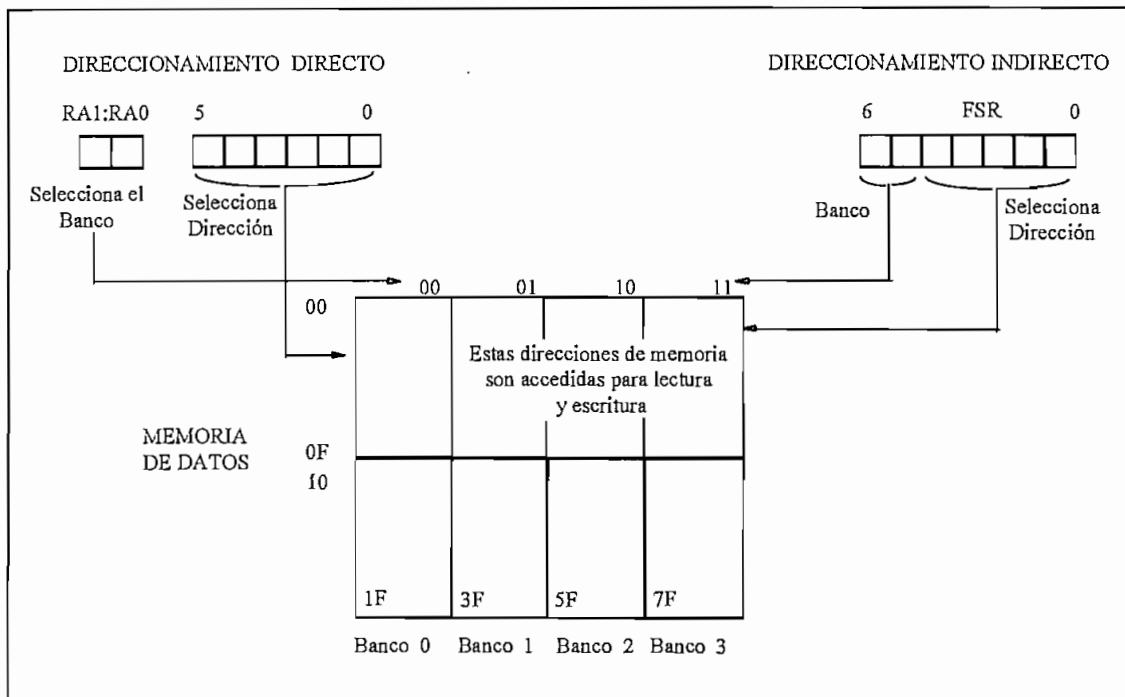 DIRECCIONAMIENTO DIRECTO
RA1:RA0 5 0
Selecciona el
Banco
Selecciona
Dirección
DIRECCIONAMIENTO INDIRECTO
6 FSR 0
Banco
Selecciona
Dirección
00 01 10 11
00
Estas direcciones de memoria
son accedidas para lectura
y escritura
MEMORIA
DE DATOS
0F
10
1F 3F 5F 7F
Banco 0 Banco 1 Banco 2 Banco 3